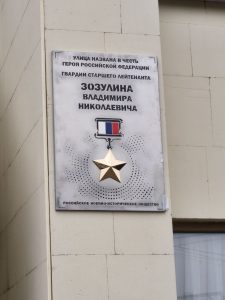 УЛИЦА НАЗВАНА В ЧЕСТЬ
ГЕРОЯ РОССИЙСКОЙ ФЕДЕРАЦИИ
ГВАРДИИ СТАРШЕГО ЛЕЙТЕНАНТА
ЗОЗУЛИНА
ВЛАДИМИРА
НИКОЛАЕВИЧА
РОССИЙСКОЕ ВОЕННО-ИСТОРИЧЕСКОЕ ОБЩЕСТВО